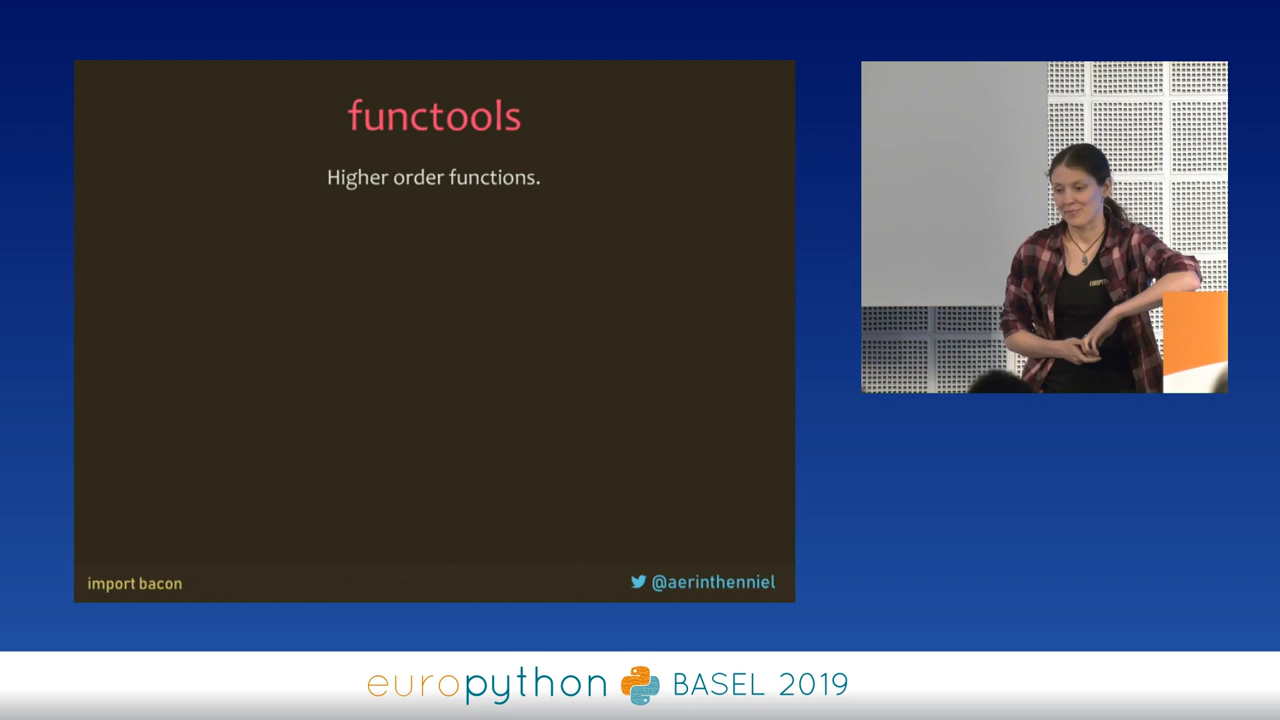 functools
Higher order functions.
import bacon
@aerinthenniel
europython BASEL 2019